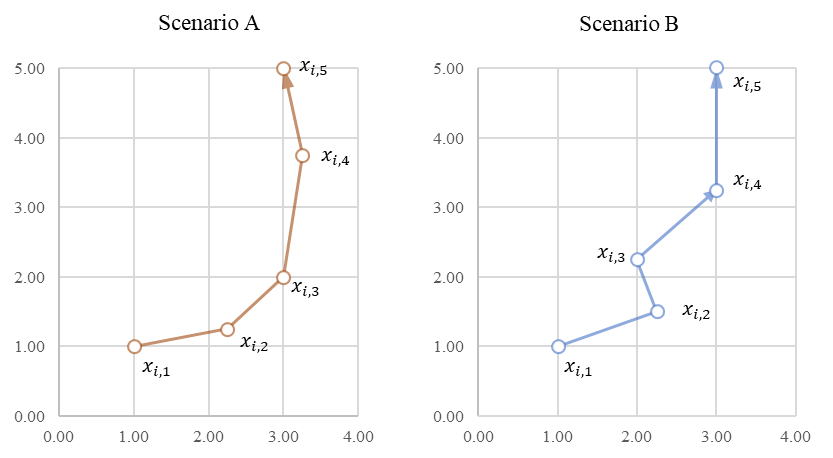 Scenario A
5.00
4.00
3.00
2.00
1.00
0.00
0.00 1.00 2.00 3.00 4.00
x_{i,5}
x_{i,4}
x_{i,3}
x_{i,2}
x_{i,1}
Scenario B
5.00
4.00
3.00
2.00
1.00
0.00
0.00 1.00 2.00 3.00 4.00
x_{i,5}
x_{i,4}
x_{i,3}
x_{i,2}
x_{i,1}